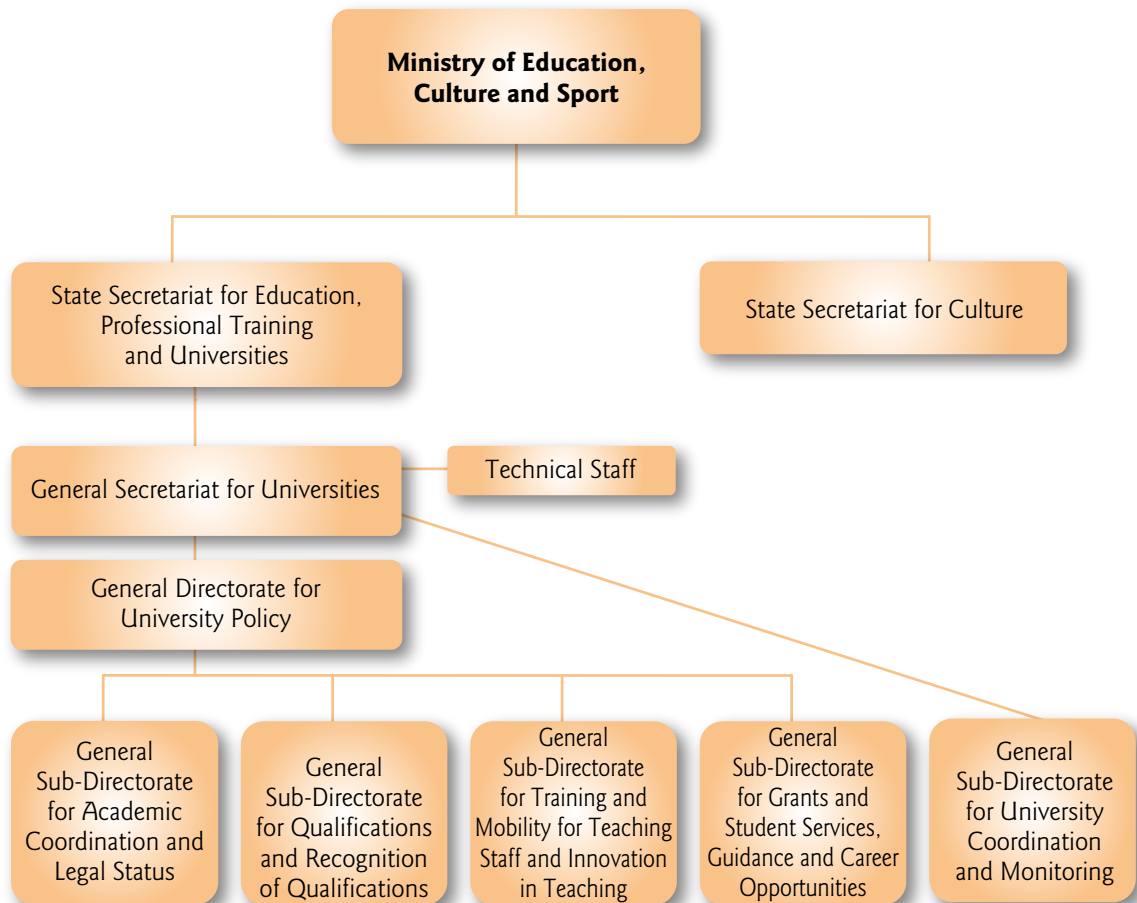 Ministry of Education,
Culture and Sport
State Secretariat for Education,
Professional Training
and Universities
State Secretariat for Culture
General Secretariat for Universities
Technical Staff
General Directorate for
University Policy
General
Sub-Directorate
for Academic
Coordination and
Legal Status
General
Sub-Directorate
for Qualifications
and Recognition
of Qualifications
General
Sub-Directorate
for Training and
Mobility for Teaching
Staff and Innovation
in Teaching
General
Sub-Directorate
for Grants and
Student Services,
Guidance and Career
Opportunities
General
Sub-Directorate
for University
Coordination
and Monitoring